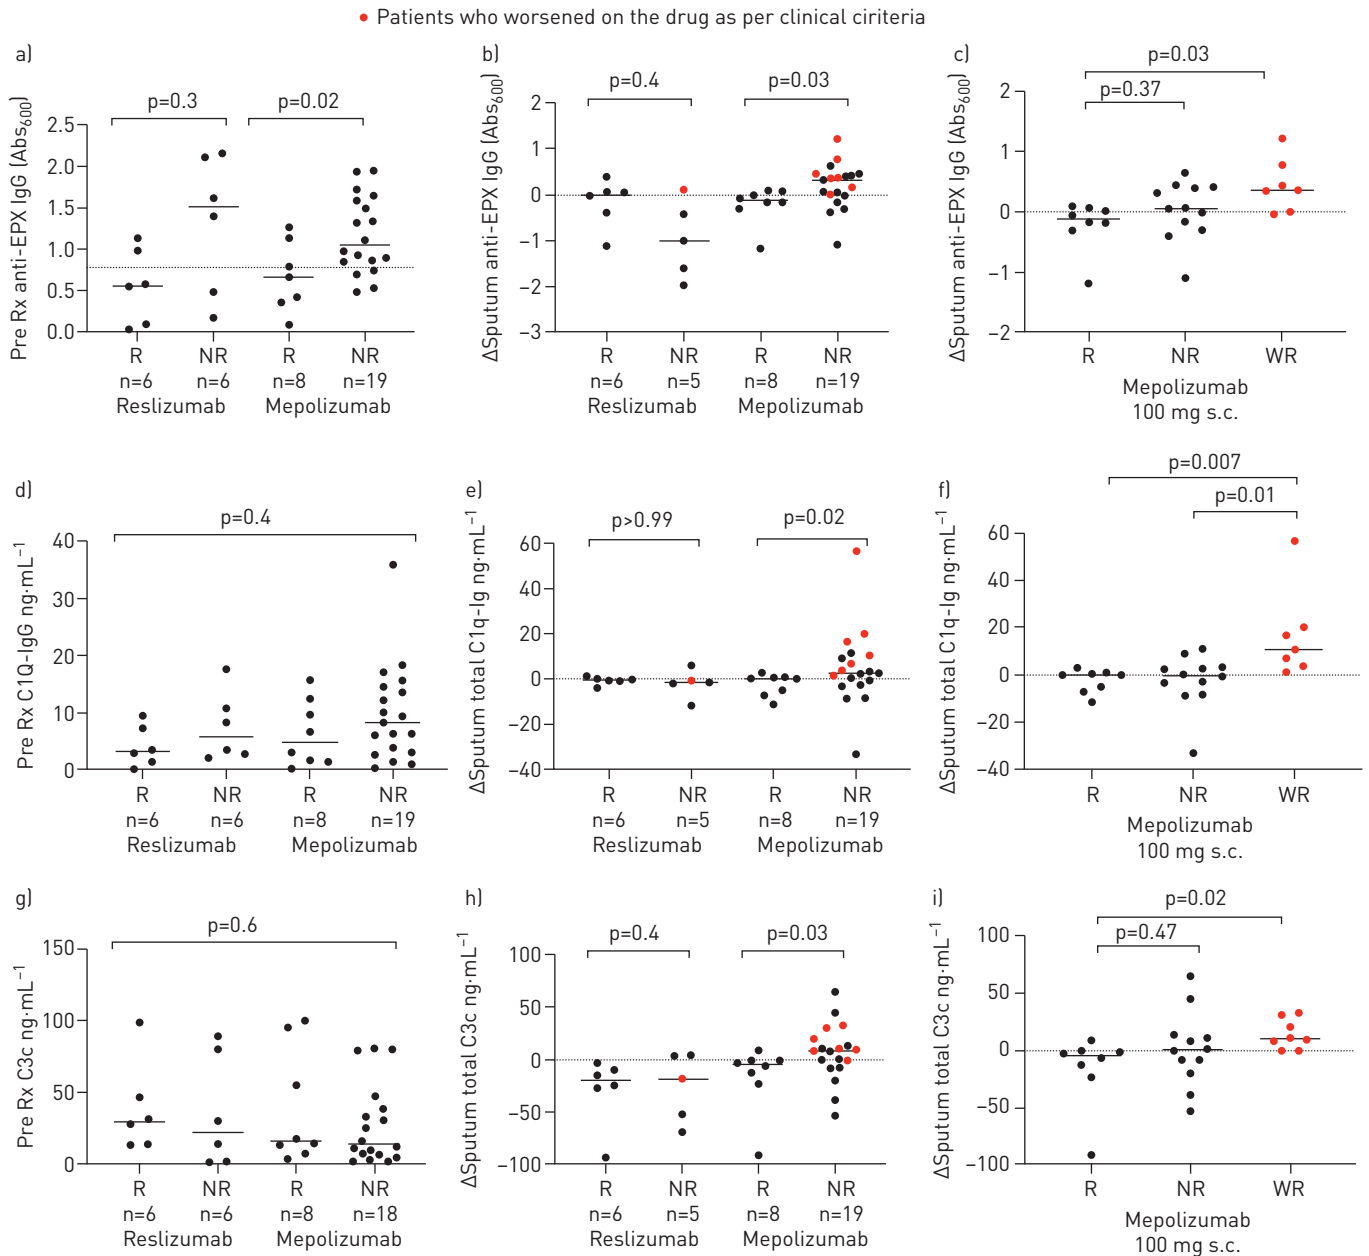 Patients who worsened on the drug as per clinical ciriteria
a)
p=0.3
p=0.02
Pre Rx anti-EPX IgG (Abs600)
2.5
2.0
1.5
1.0
0.5
0.0
R
NR
R
NR
n=6
n=6
n=8
n=19
Reslizumab
Mepolizumab
b)
p=0.4
p=0.03
ΔSputum anti-EPX IgG (Abs600)
2
1
0
−1
−2
−3
R
NR
R
NR
n=6
n=5
n=8
n=19
Reslizumab
Mepolizumab
c)
p=0.03
p=0.37
ΔSputum anti-EPX IgG (Abs600)
2
1
0
−1
−2
R
NR
WR
Mepolizumab
100 mg s.c.
d)
p=0.4
Pre Rx C1Q-IgG ng·mL−1
40
30
20
10
0
R
NR
R
NR
n=6
n=6
n=8
n=19
Reslizumab
Mepolizumab
e)
p>0.99
p=0.02
ΔSputum total C1q-Ig ng·mL−1
60
40
20
0
−20
−40
R
NR
R
NR
n=6
n=5
n=8
n=19
Reslizumab
Mepolizumab
f)
p=0.007
p=0.01
ΔSputum total C1q-Ig ng·mL−1
60
40
20
0
−20
−40
R
NR
WR
Mepolizumab
100 mg s.c.
g)
p=0.6
Pre Rx C3c ng·mL−1
150
100
50
0
R
NR
R
NR
n=6
n=6
n=8
n=18
Reslizumab
Mepolizumab
h)
p=0.4
p=0.03
ΔSputum total C3c ng·mL−1
100
50
0
−50
−100
R
NR
R
NR
n=6
n=5
n=8
n=19
Reslizumab
Mepolizumab
i)
p=0.02
p=0.47
ΔSputum total C3c ng·mL−1
100
50
0
−50
−100
R
NR
WR
Mepolizumab
100 mg s.c.